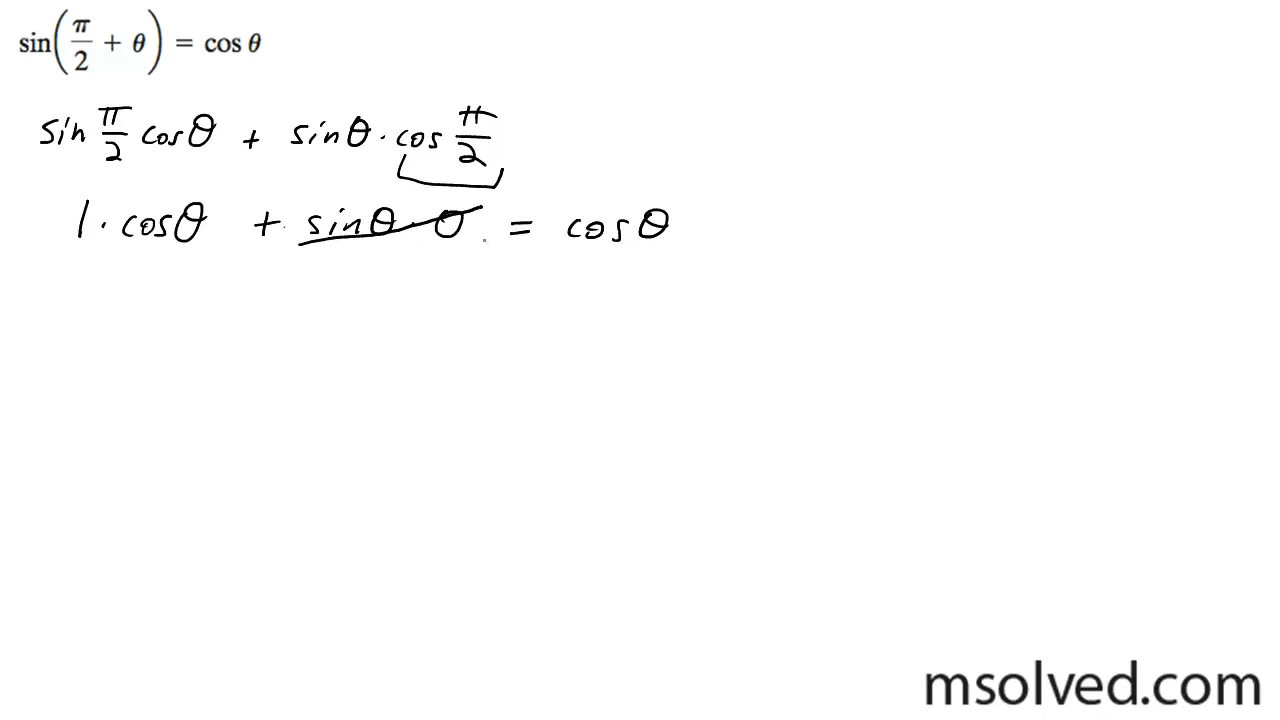 sin(π/2 + θ) = cos θ
sin π/2 cosθ + sinθ · cos π/2
1 · cosθ + sinθ · 0 = cosθ
msolved.com